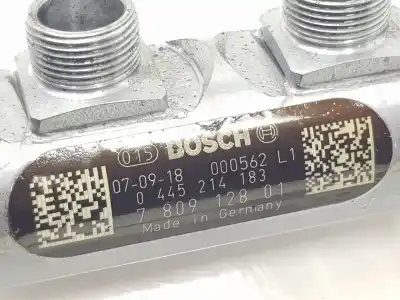 015 BOSCH
07-09-18 000562 L1
0 445 214 183
7 809 128 01
Made in Germany